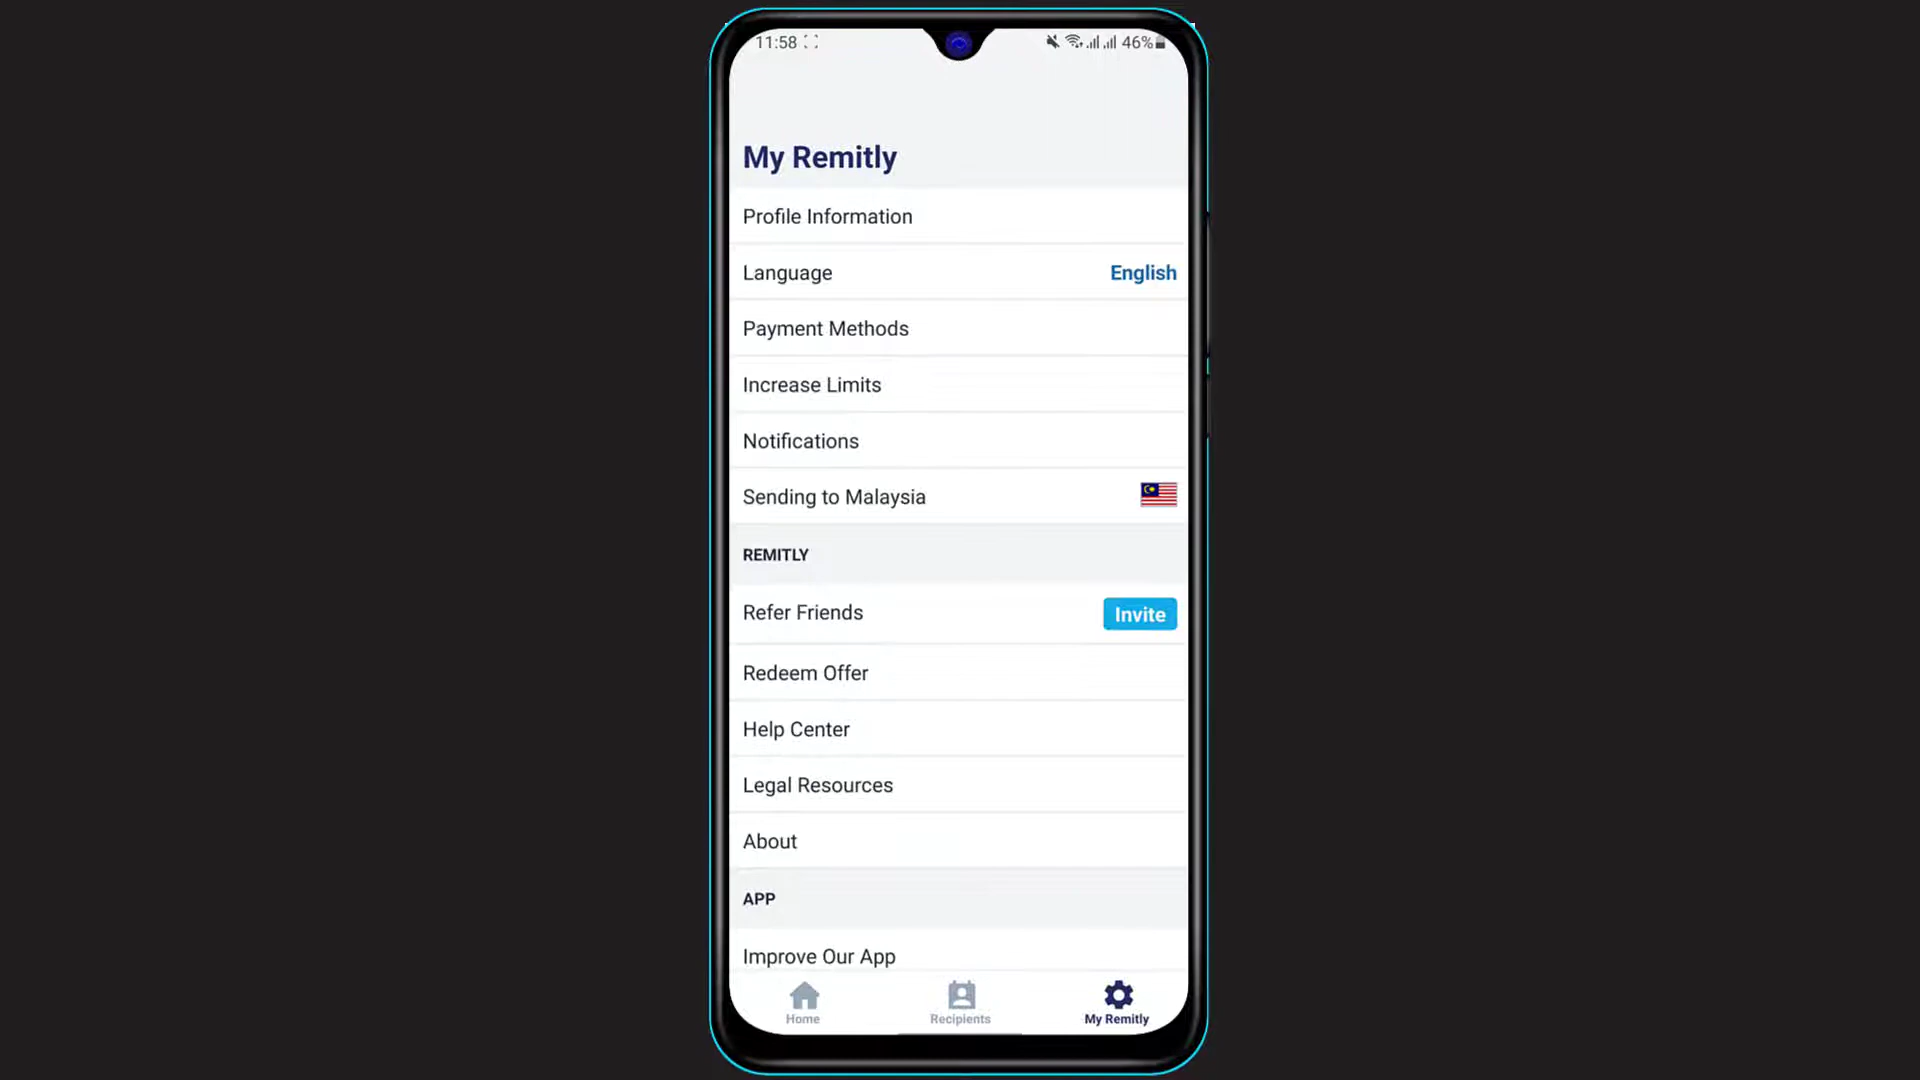 11:58 46%
My Remitly
Profile Information
Language English
Payment Methods
Increase Limits
Notifications
Sending to Malaysia
REMITLY
Refer Friends Invite
Redeem Offer
Help Center
Legal Resources
About
APP
Improve Our App
Home Recipients My Remitly